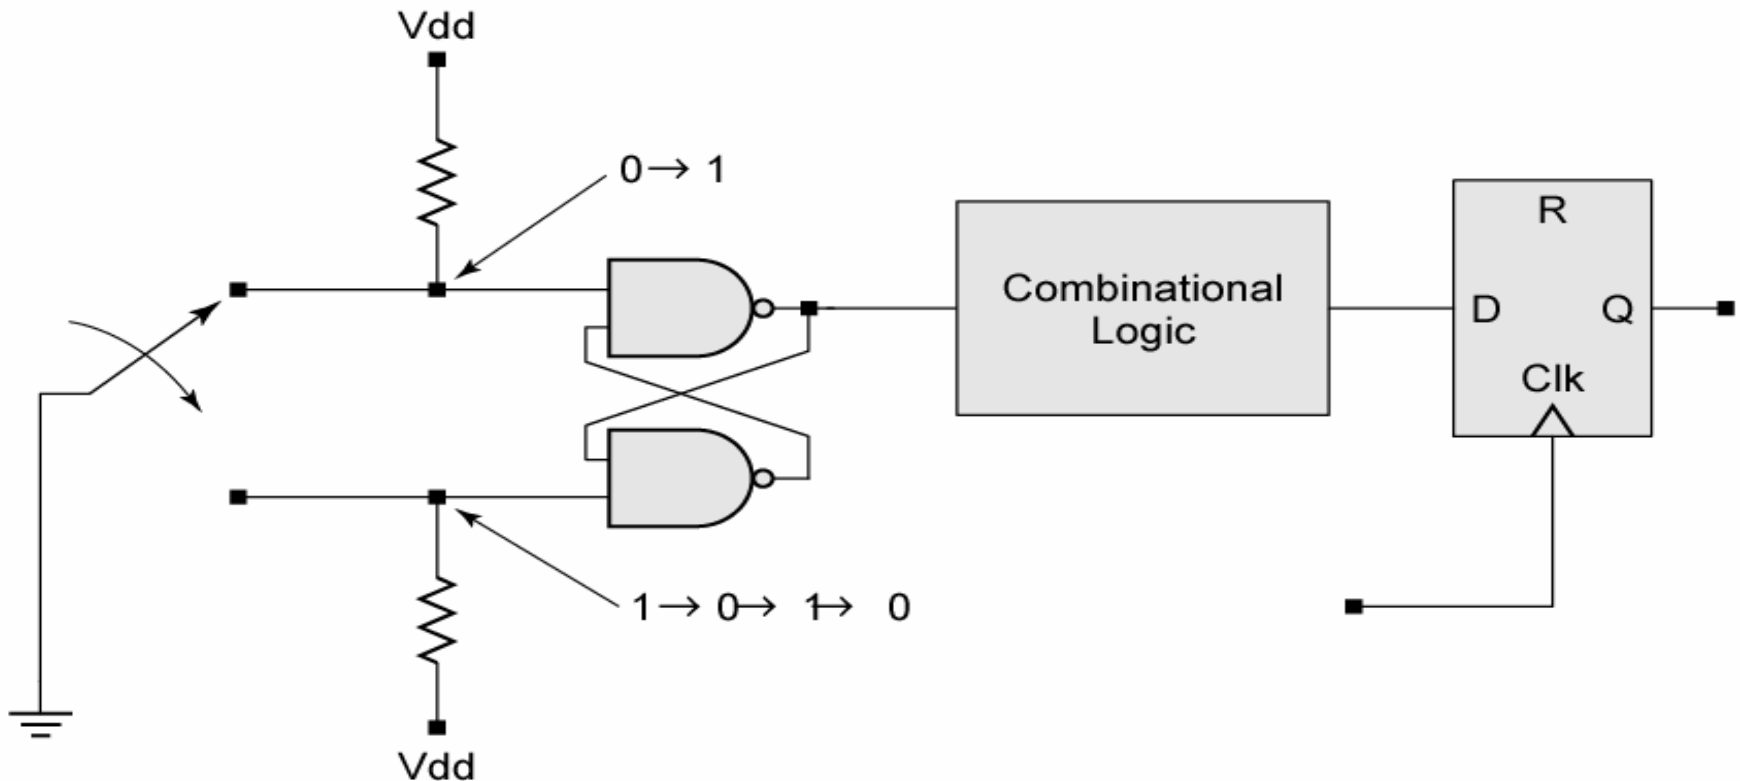 Vdd
0→ 1
R
Combinational
Logic
D
Q
Clk
1→ 0→ 1→ 0
Vdd